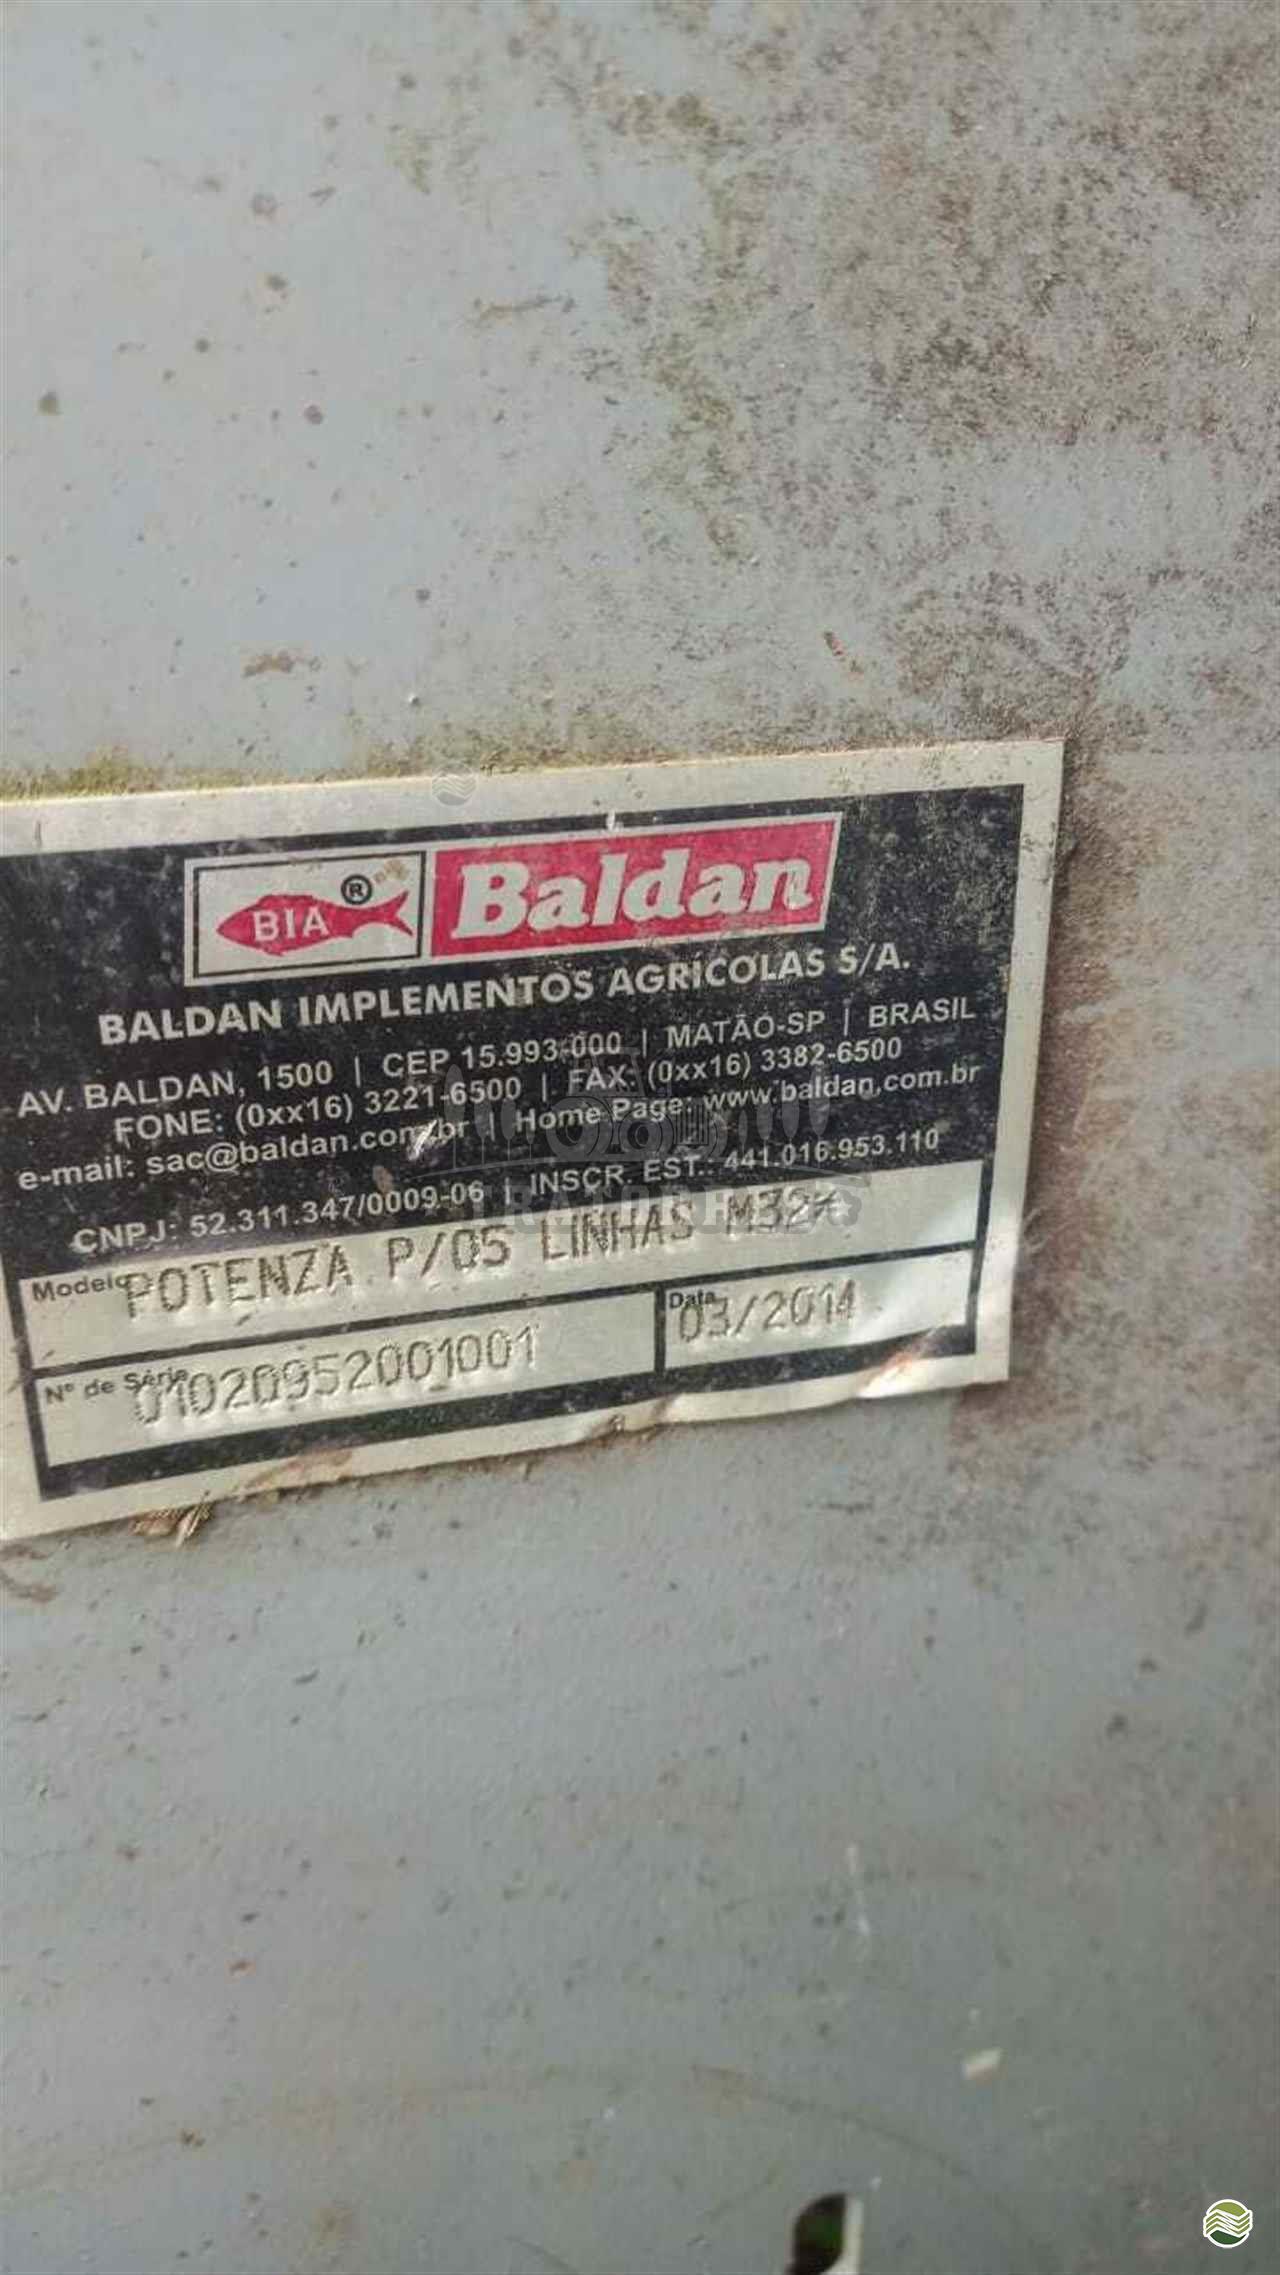 BIA ® Baldan
BALDAN IMPLEMENTOS AGRÍCOLAS S/A.
AV. BALDAN, 1500 | CEP 15.993-000 | MATÃO-SP | BRASIL
FONE: (0xx16) 3221-6500 | FAX: (0xx16) 3382-6500
e-mail: sac@baldan.com.br | Home Page: www.baldan.com.br
CNPJ: 52.311.347/0009-06 | INSCR. EST.: 441.016.953.110
Modelo POTENZA P/05 LINHAS M32*
Nº de Série 01020952001001 Data 03/2014